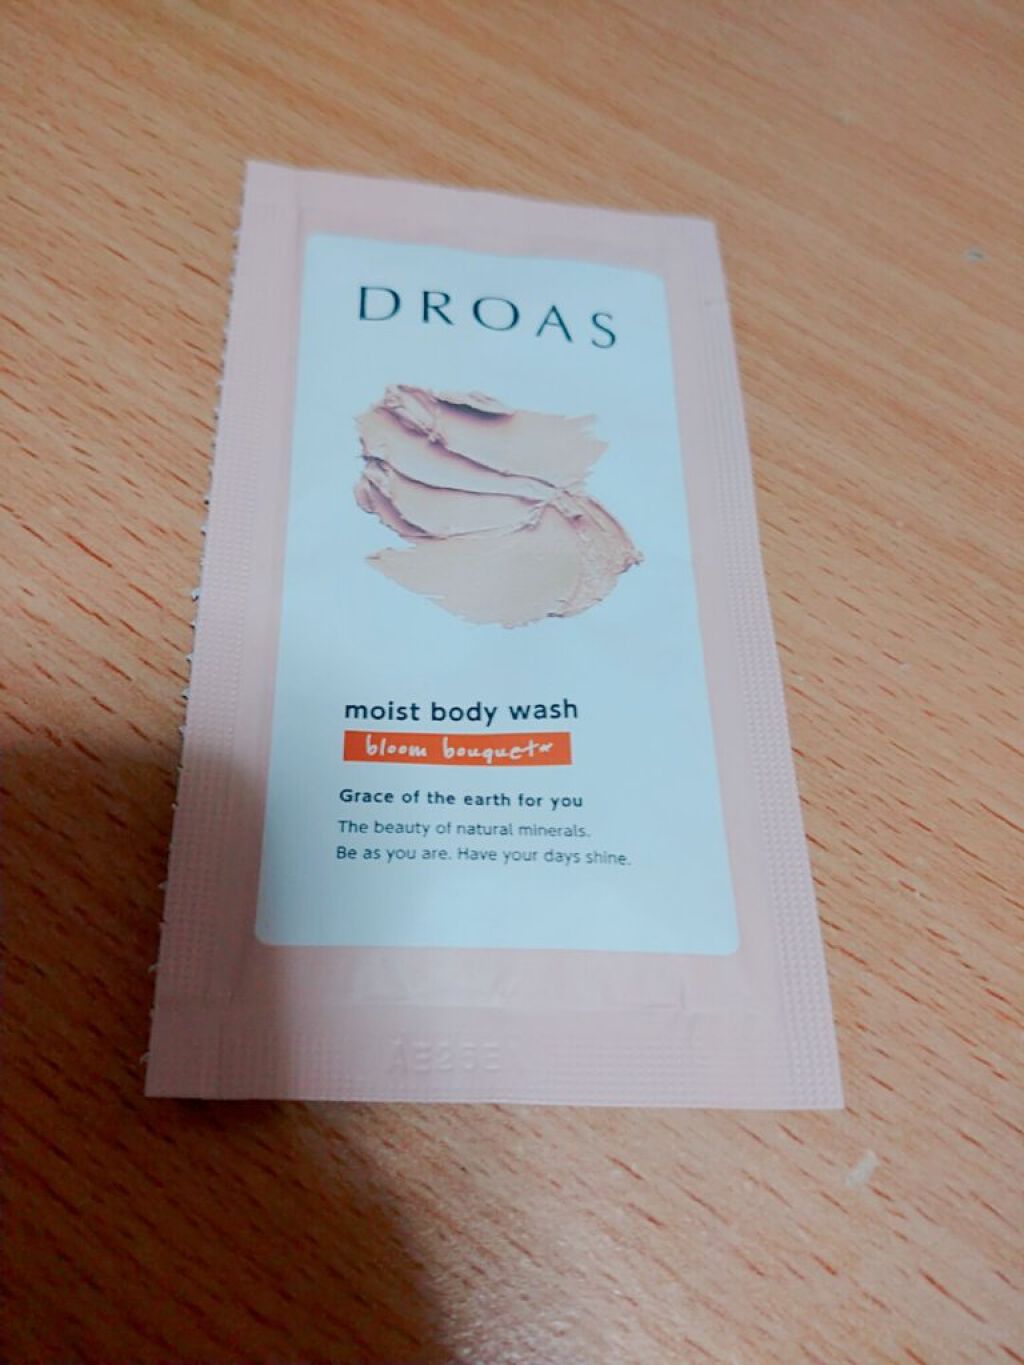 DROAS
moist body wash
bloom bouquet
Grace of the earth for you
The beauty of natural minerals.
Be as you are. Have your days shine.
AE25E